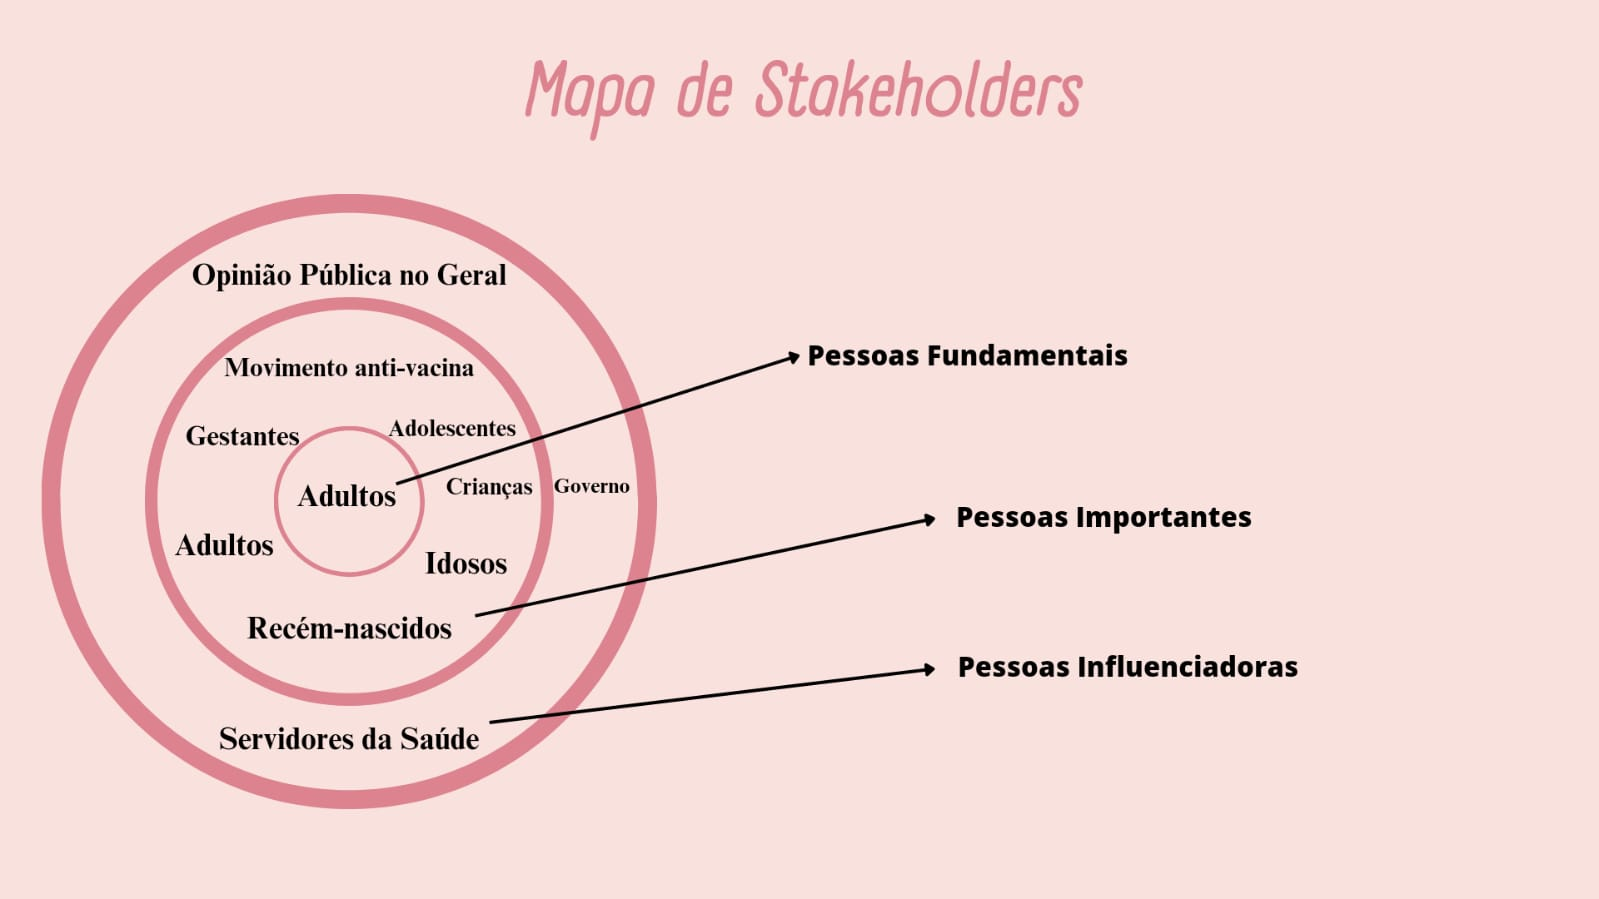 Mapa de Stakeholders
Opinião Pública no Geral
Movimento anti-vacina
Gestantes
Adolescentes
Adultos
Crianças
Governo
Adultos
Idosos
Recém-nascidos
Servidores da Saúde
Pessoas Fundamentais
Pessoas Importantes
Pessoas Influenciadoras